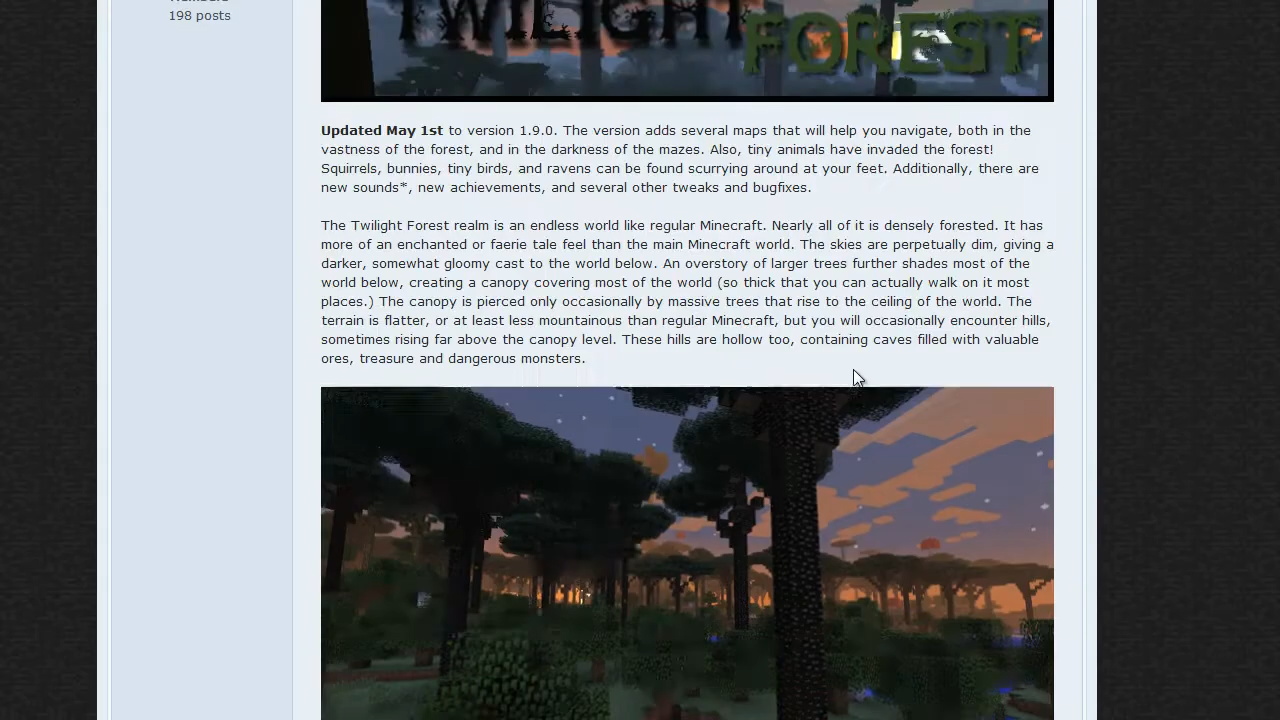 198 posts
TWILIGHT
FOREST
Updated May 1st to version 1.9.0. The version adds several maps that will help you navigate, both in the
vastness of the forest, and in the darkness of the mazes. Also, tiny animals have invaded the forest!
Squirrels, bunnies, tiny birds, and ravens can be found scurrying around at your feet. Additionally, there are
new sounds*, new achievements, and several other tweaks and bugfixes.
The Twilight Forest realm is an endless world like regular Minecraft. Nearly all of it is densely forested. It has
more of an enchanted or faerie tale feel than the main Minecraft world. The skies are perpetually dim, giving a
darker, somewhat gloomy cast to the world below. An overstory of larger trees further shades most of the
world below, creating a canopy covering most of the world (so thick that you can actually walk on it most
places.) The canopy is pierced only occasionally by massive trees that rise to the ceiling of the world. The
terrain is flatter, or at least less mountainous than regular Minecraft, but you will occasionally encounter hills,
sometimes rising far above the canopy level. These hills are hollow too, containing caves filled with valuable
ores, treasure and dangerous monsters.